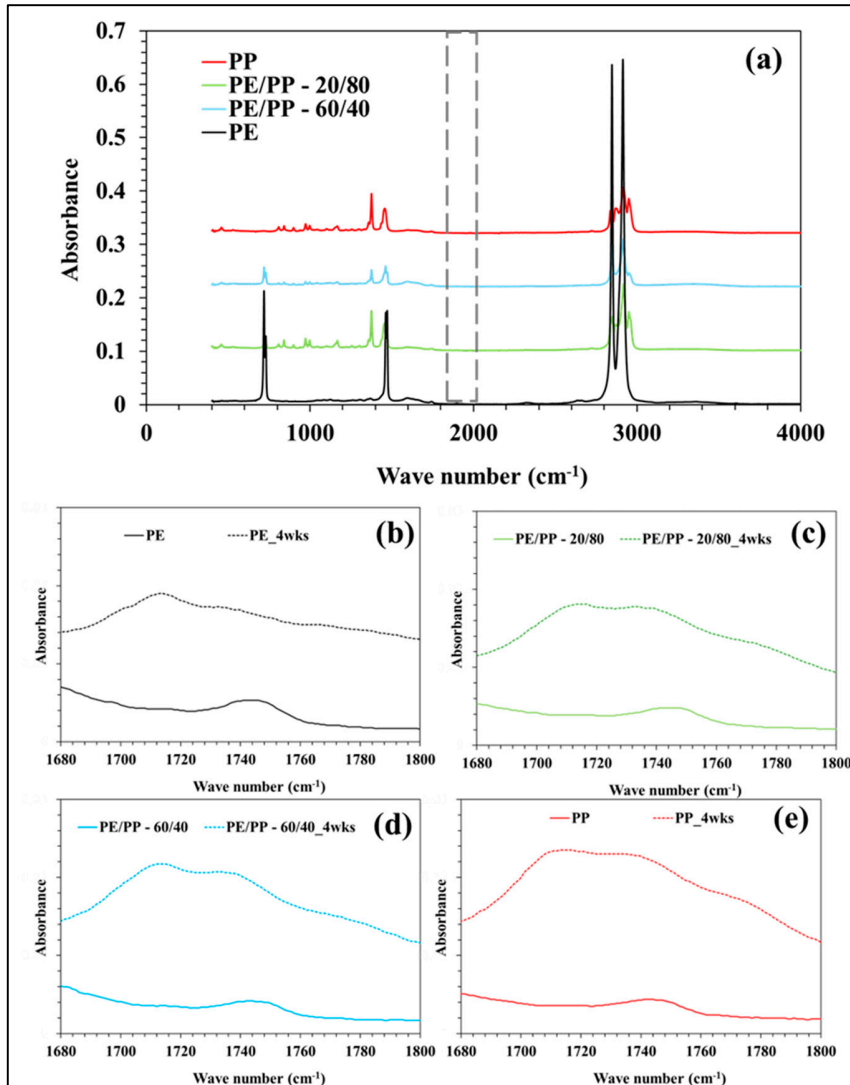 0.7
(a)
PP
0.6
PE/PP - 20/80
0.5
PE/PP - 60/40
PE
0.4
0.3
0.2
0.1
0
Absorbance
0 1000 2000 3000 4000
Wave number (cm⁻¹)
PE PE_4wks (b)
Absorbance
1680 1700 1720 1740 1760 1780 1800
Wave number (cm⁻¹)
PE/PP - 20/80 PE/PP - 20/80_4wks (c)
Absorbance
1680 1700 1720 1740 1760 1780 1800
Wave number (cm⁻¹)
PE/PP - 60/40 PE/PP - 60/40_4wks (d)
Absorbance
1680 1700 1720 1740 1760 1780 1800
Wave number (cm⁻¹)
PP PP_4wks (e)
Absorbance
1680 1700 1720 1740 1760 1780 1800
Wave number (cm⁻¹)